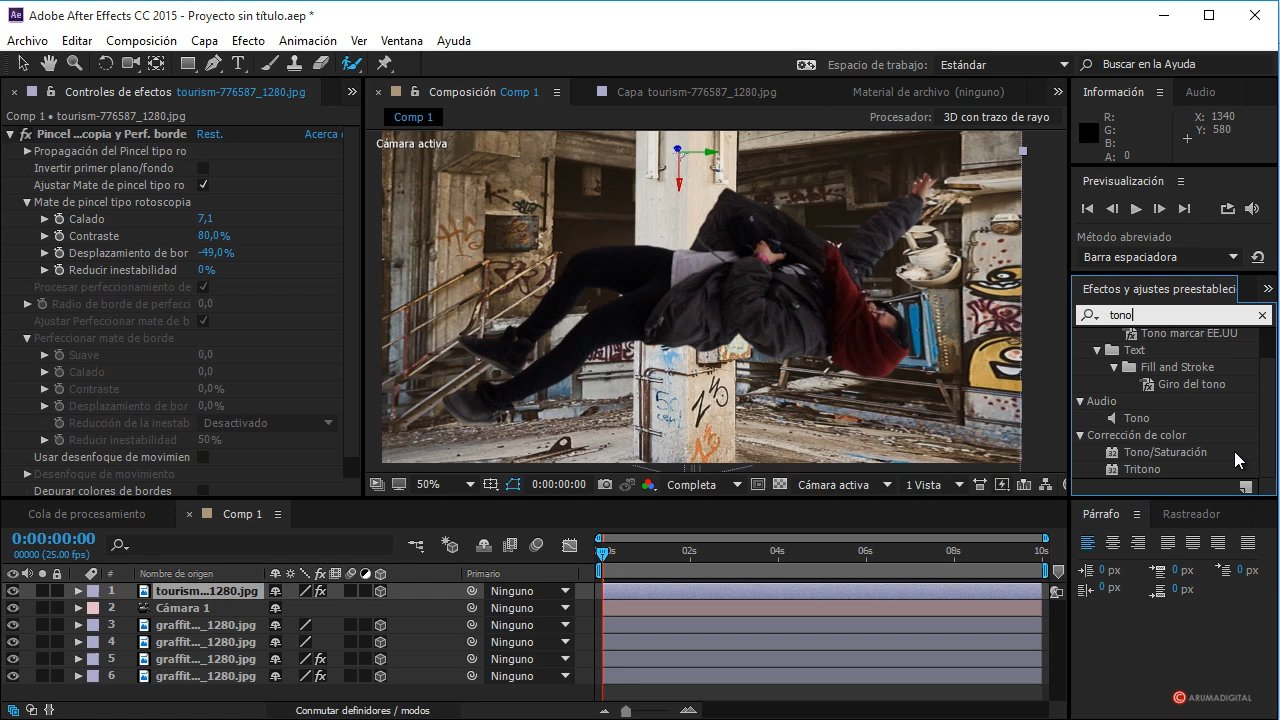 Ae Adobe After Effects CC 2015 - Proyecto sin título.aep *
Archivo Editar Composición Capa Efecto Animación Ver Ventana Ayuda
Espacio de trabajo: Estándar Buscar en la Ayuda
Controles de efectos tourism-776587_1280.jpg
Comp 1 • tourism-776587_1280.jpg
fx Pincel ...copia y Perf. borde Rest. Acerca
Propagación del Pincel tipo ro
Invertir primer plano/fondo
Ajustar Mate de pincel tipo ro
Mate de pincel tipo rotoscopia
Calado 7,1
Contraste 80,0%
Desplazamiento de bor -49,0%
Reducir inestabilidad 0%
Procesar perfeccionamiento de
Radio de borde de perfecci 0,0
Ajustar Perfeccionar mate de b
Perfeccionar mate de borde
Suave 0,0
Calado 0,0
Contraste 0,0%
Desplazamiento de bor 0,0%
Reducción de la inestab Desactivado
Reducir inestabilidad 50%
Usar desenfoque de movimien
Desenfoque de movimiento
Depurar colores de bordes
Composición Comp 1 Capa tourism-776587_1280.jpg Material de archivo (ninguno)
Comp 1 Procesador: 3D con trazo de rayo
Cámara activa
50% 0:00:00:00 Completa Cámara activa 1 Vista
Información Audio
R: X: 1340
G: Y: 580
B:
A: 0
Previsualización
Método abreviado
Barra espaciadora
Efectos y ajustes preestableci
tono
Tono marcar EE.UU
Text
Fill and Stroke
Giro del tono
Audio
Tono
Corrección de color
Tono/Saturación
Tritono
Párrafo Rastreador
0 px 0 px 0 px
0 px 0 px
Cola de procesamiento Comp 1
0:00:00:00
00000 (25.00 fps)
02s 04s 06s 08s 10s
# Nombre de origen fx Primario
1 tourism...1280.jpg fx Ninguno
2 Cámara 1 Ninguno
3 graffit..._1280.jpg Ninguno
4 graffit..._1280.jpg Ninguno
5 graffit..._1280.jpg fx Ninguno
6 graffit..._1280.jpg fx Ninguno
Conmutar definidores / modos
© ARUMADIGITAL